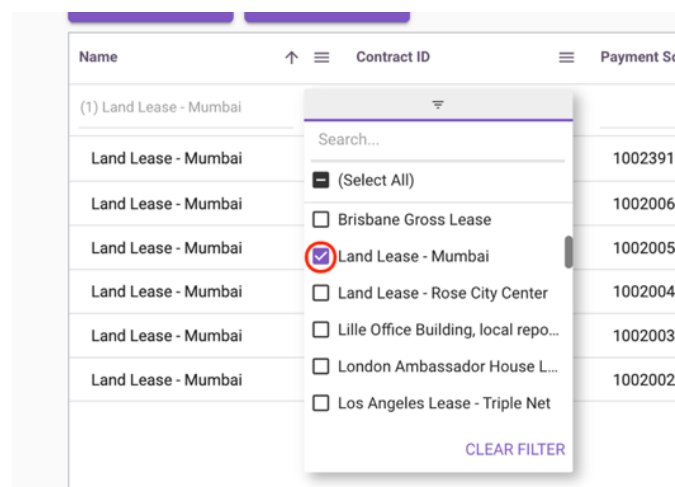 Name
Contract ID
Payment Sc
(1) Land Lease - Mumbai
Search...
Land Lease - Mumbai
1002391
(Select All)
Land Lease - Mumbai
1002006
Brisbane Gross Lease
Land Lease - Mumbai
1002005
Land Lease - Mumbai
Land Lease - Mumbai
1002004
Land Lease - Rose City Center
Land Lease - Mumbai
1002003
Lille Office Building, local repo...
Land Lease - Mumbai
1002002
London Ambassador House L...
Los Angeles Lease - Triple Net
CLEAR FILTER